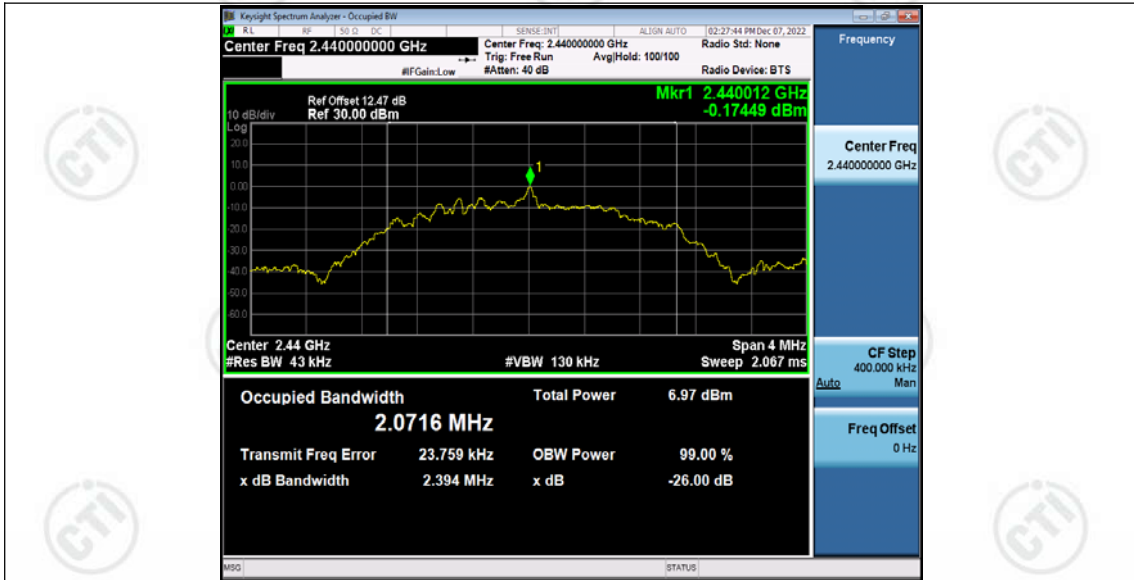 Keysight Spectrum Analyzer - Occupied BW
RL RF 50 Ω DC SENSE:INT ALIGN AUTO 02:27:44 PM Dec 07, 2022
Center Freq 2.440000000 GHz Center Freq: 2.440000000 GHz Radio Std: None
Trig: Free Run Avg|Hold: 100/100
#IFGain:Low #Atten: 40 dB Radio Device: BTS
Frequency
Mkr1 2.440012 GHz
-0.17449 dBm
Ref Offset 12.47 dB
10 dB/div Ref 30.00 dBm
Log
20.0
10.0
0.00
-10.0
-20.0
-30.0
-40.0
-50.0
-60.0
1
Center 2.44 GHz Span 4 MHz
#Res BW 43 kHz #VBW 130 kHz Sweep 2.067 ms
Occupied Bandwidth Total Power 6.97 dBm
2.0716 MHz
Transmit Freq Error 23.759 kHz OBW Power 99.00 %
x dB Bandwidth 2.394 MHz x dB -26.00 dB
Center Freq
2.440000000 GHz
CF Step
400.000 kHz
Auto Man
Freq Offset
0 Hz
MSG STATUS
CTI
CTI
CTI
CTI